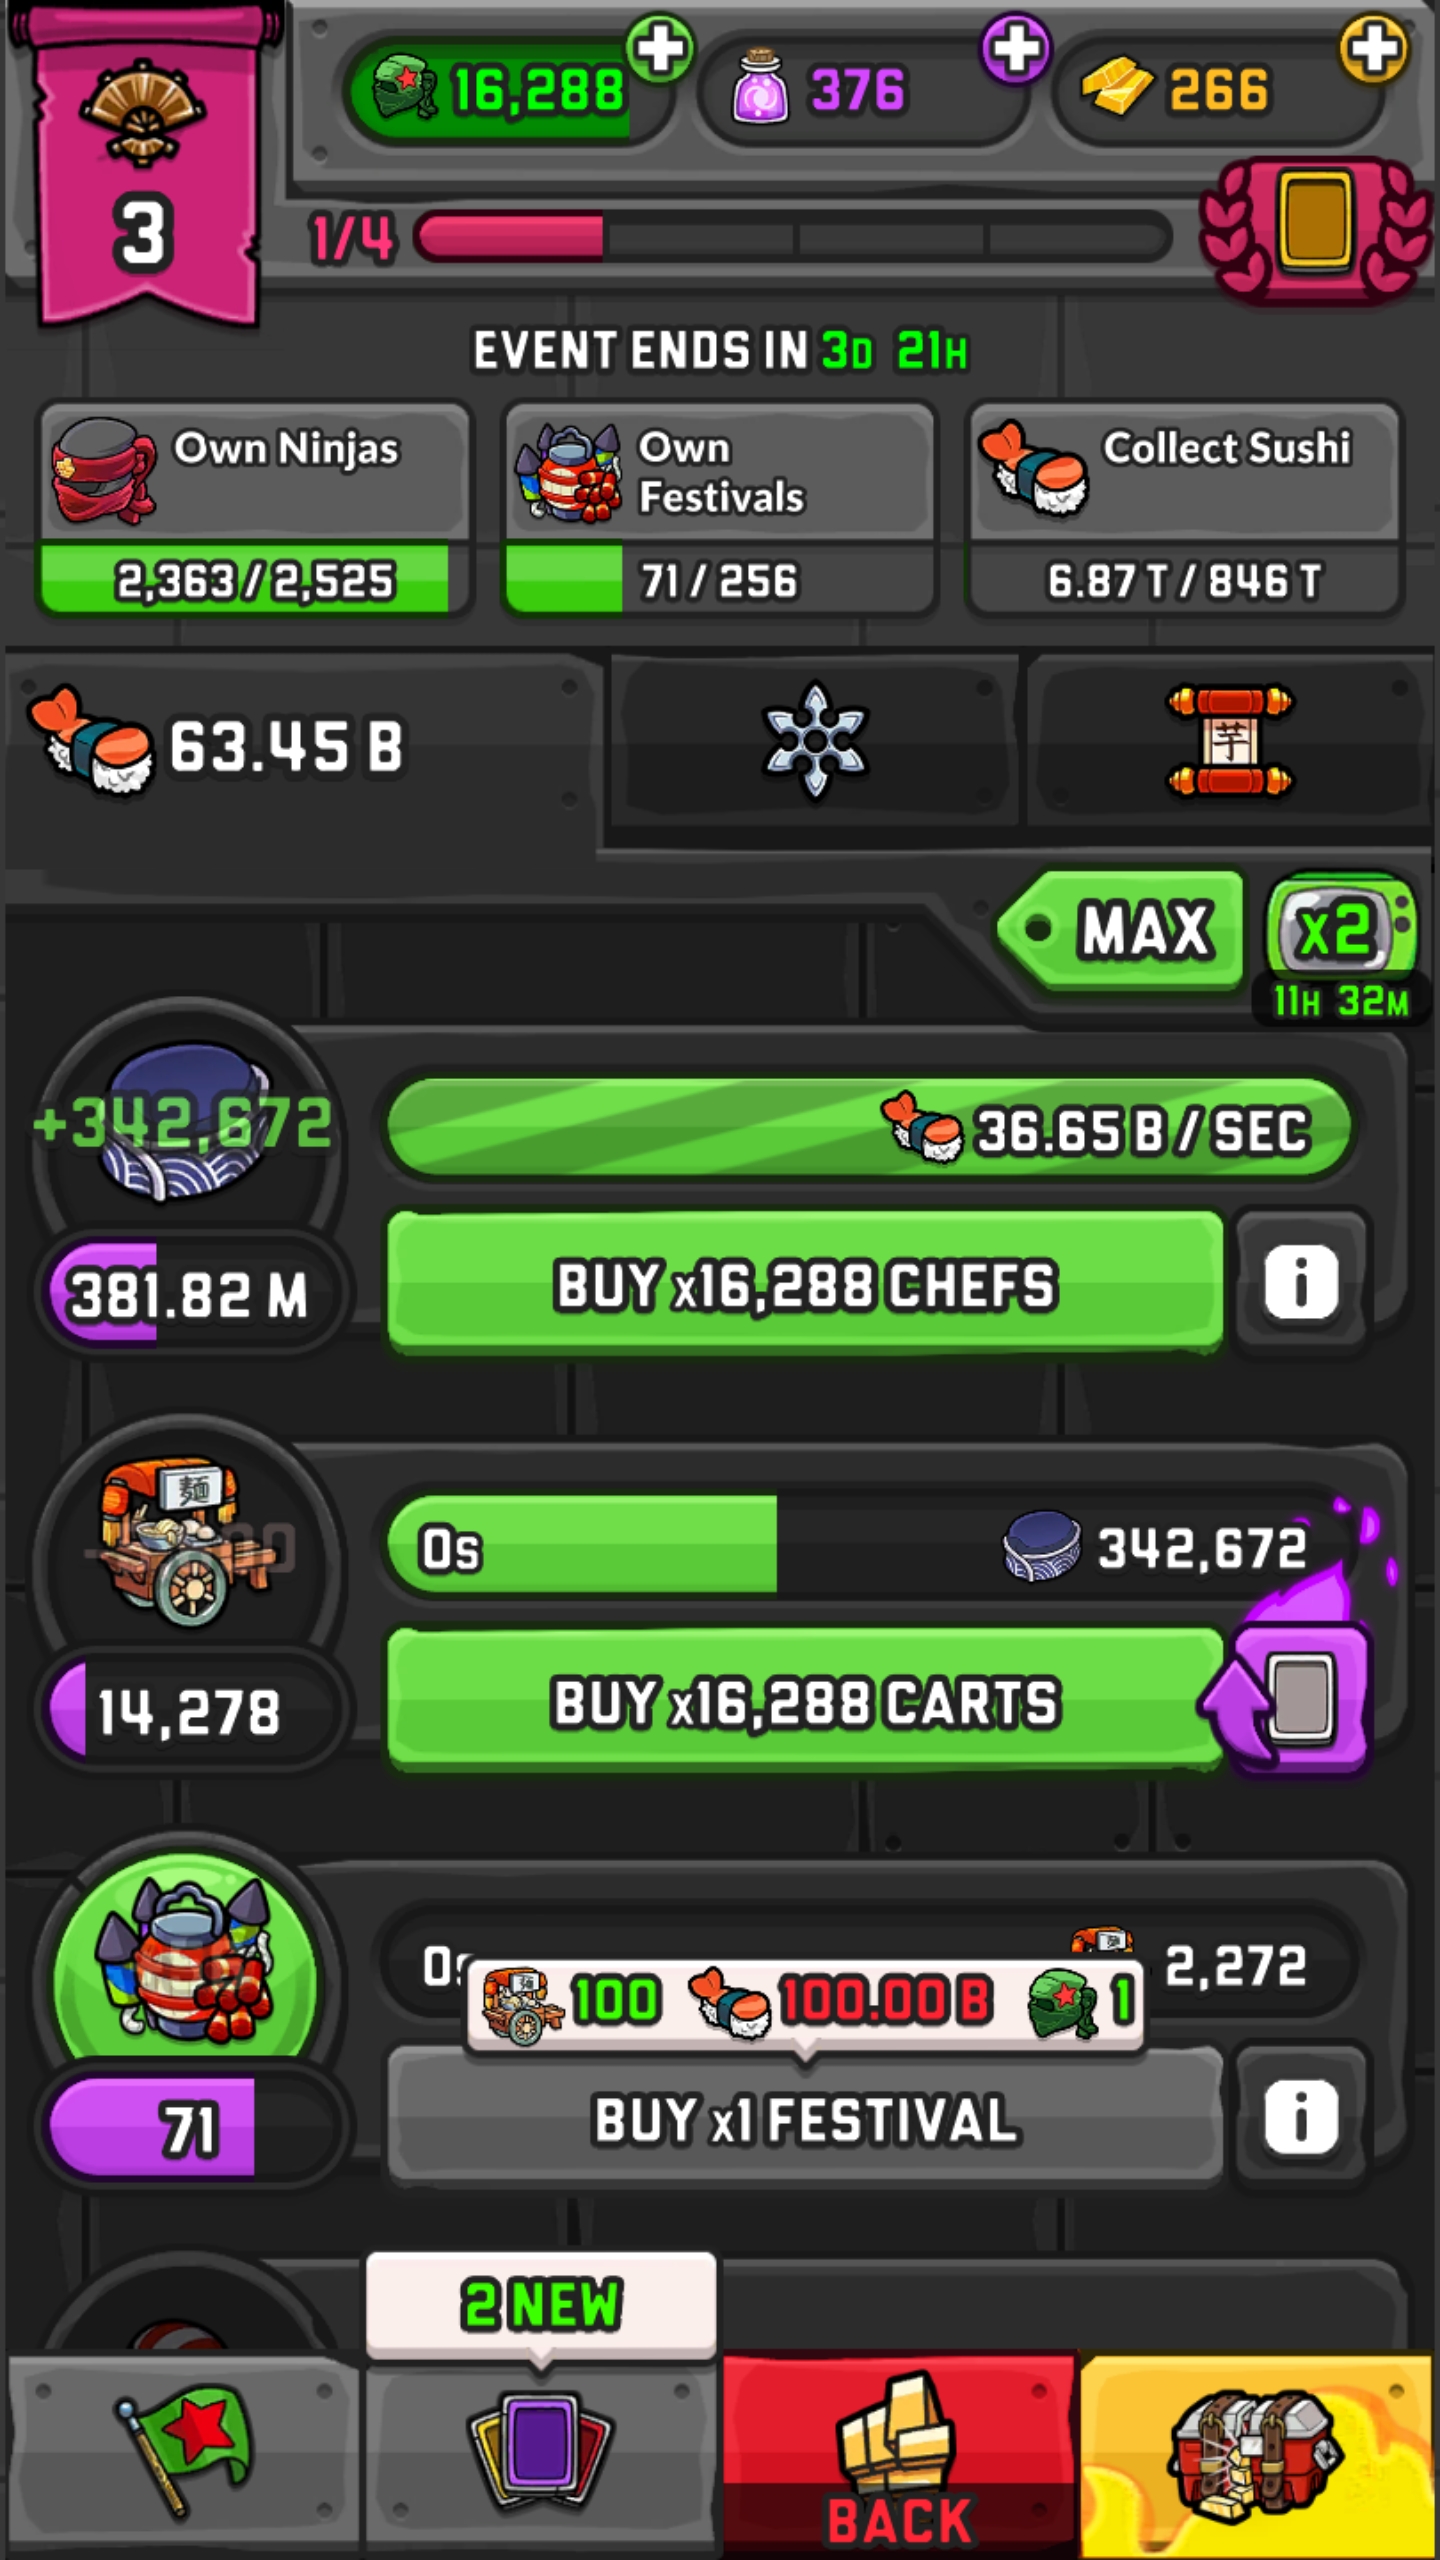 16,288
376
266
3
1/4
EVENT ENDS IN 3D 21H
Own Ninjas
2,363 / 2,525
Own
Festivals
71 / 256
Collect Sushi
6.87 T / 846 T
63.45 B
芋
MAX
x2
11H 32M
+342,672
36.65 B / SEC
381.82 M
BUY x16,288 CHEFS
i
麺
0s
342,672
14,278
BUY x16,288 CARTS
2,272
100
100.00 B
1
71
BUY x1 FESTIVAL
i
2 NEW
BACK